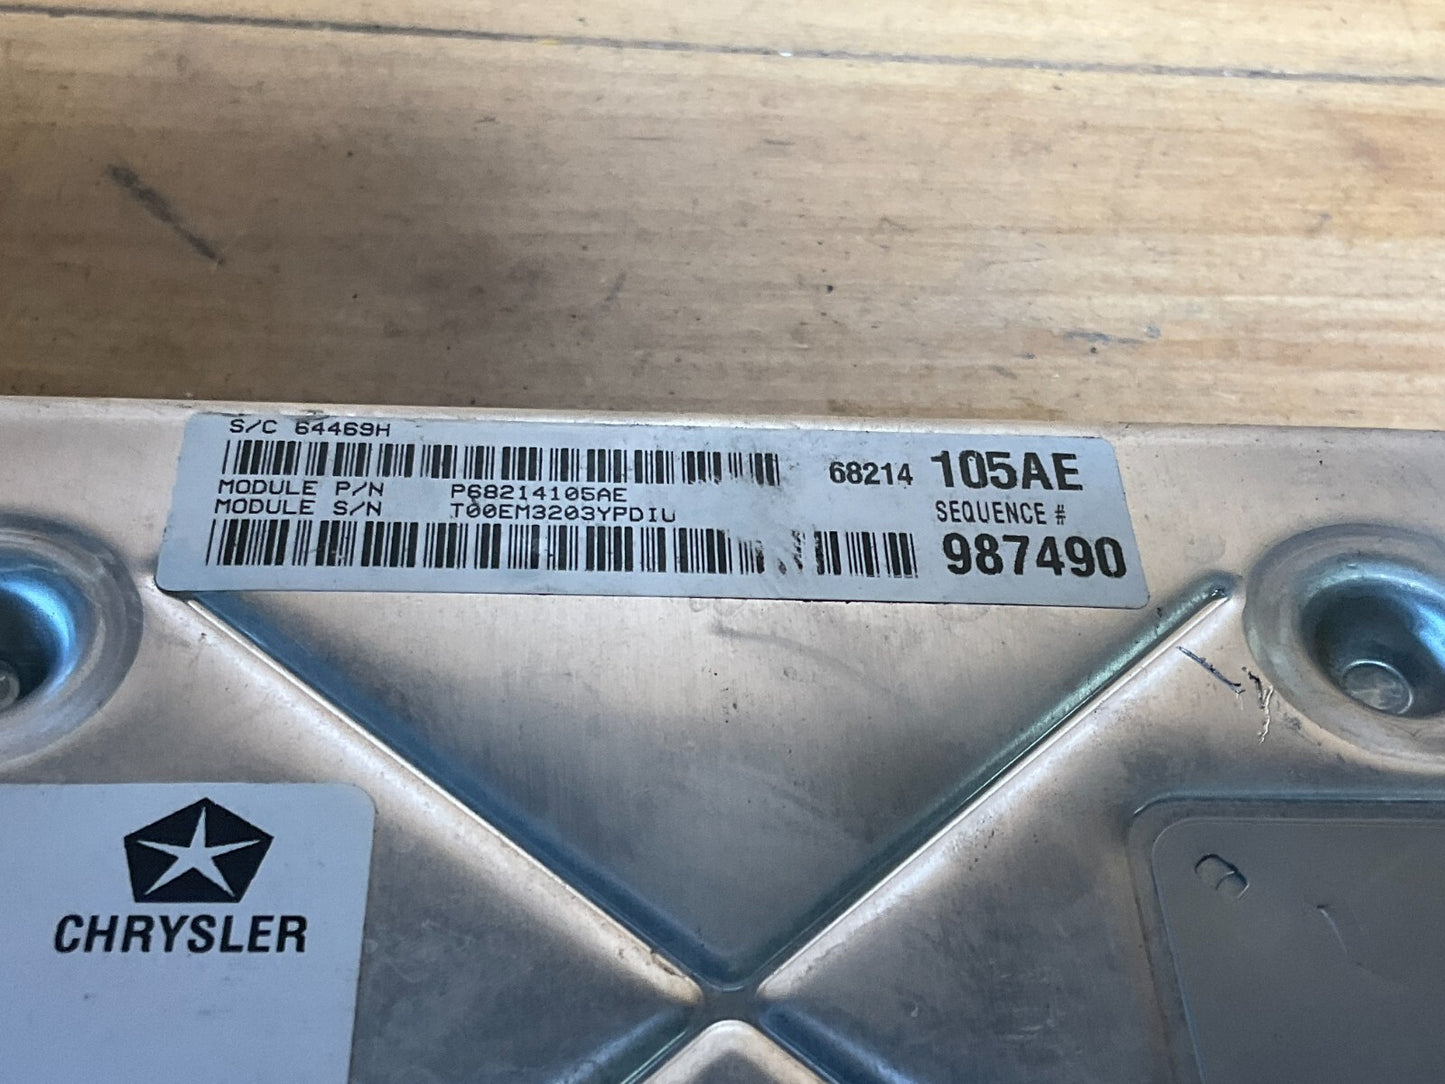 S/C 64469H
MODULE P/N P68214105AE
MODULE S/N T00EM3203YPDIU
68214 105AE
SEQUENCE #
987490
CHRYSLER